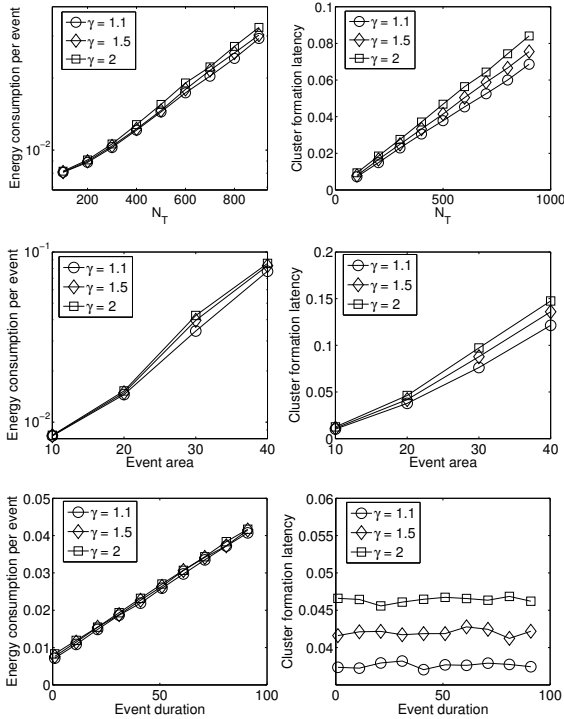 Energy consumption per event
10^-2
γ = 1.1
γ = 1.5
γ = 2
200 400 600 800
N_T
Cluster formation latency
0.1
0.08
0.06
0.04
0.02
0
γ = 1.1
γ = 1.5
γ = 2
0 500 1000
N_T
Energy consumption per event
10^-1
10^-2
γ = 1.1
γ = 1.5
γ = 2
10 20 30 40
Event area
Cluster formation latency
0.2
0.15
0.1
0.05
0
γ = 1.1
γ = 1.5
γ = 2
10 20 30 40
Event area
Energy consumption per event
0.05
0.04
0.03
0.02
0.01
0
γ = 1.1
γ = 1.5
γ = 2
0 50 100
Event duration
Cluster formation latency
0.06
0.055
0.05
0.045
0.04
γ = 1.1
γ = 1.5
γ = 2
0 50 100
Event duration